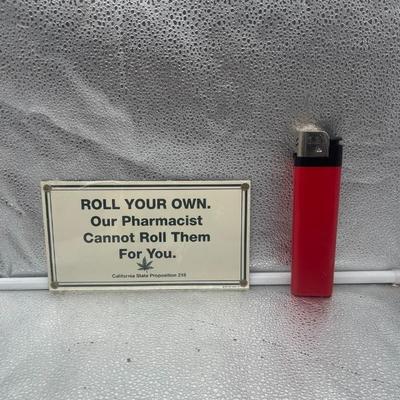 ROLL YOUR OWN.
Our Pharmacist
Cannot Roll Them
For You.
California State Proposition 215